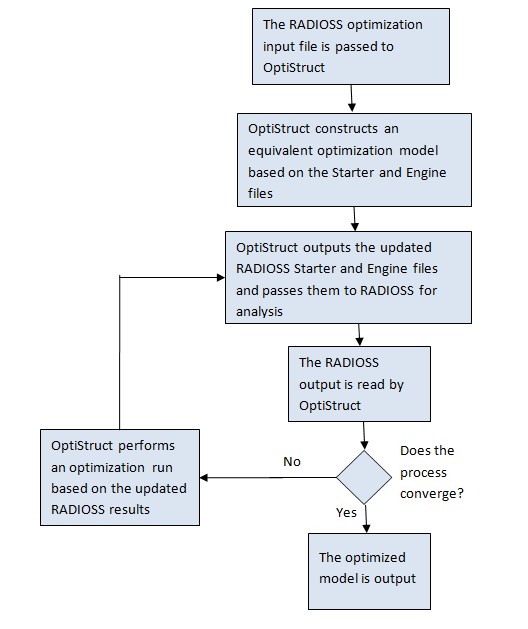 The RADIOSS optimization
input file is passed to
OptiStruct
OptiStruct constructs an
equivalent optimization model
based on the Starter and Engine
files
OptiStruct outputs the updated
RADIOSS Starter and Engine files
and passes them to RADIOSS for
analysis
The RADIOSS
output is read by
OptiStruct
Does the
process
converge?
No
Yes
OptiStruct performs
an optimization run
based on the updated
RADIOSS results
The optimized
model is output